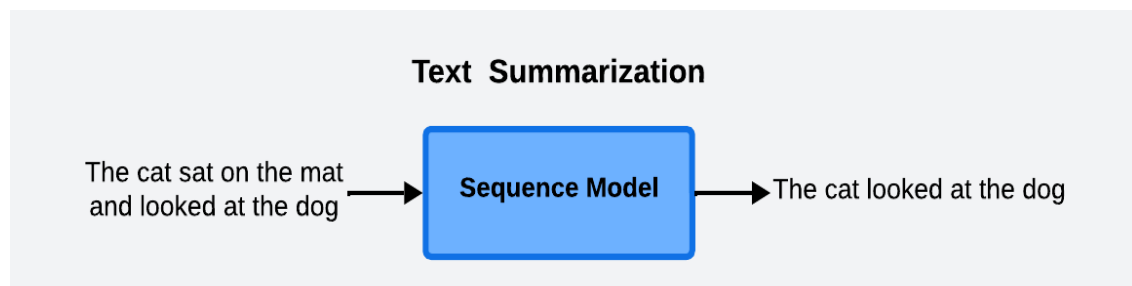 Text Summarization
The cat sat on the mat
and looked at the dog
Sequence Model
The cat looked at the dog